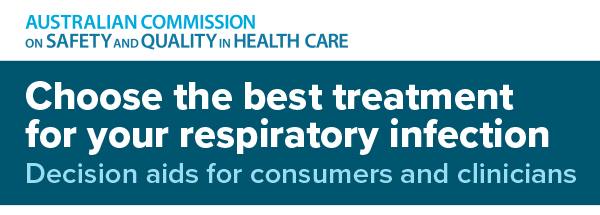 AUSTRALIAN COMMISSION
ON SAFETY AND QUALITY IN HEALTH CARE
Choose the best treatment
for your respiratory infection
Decision aids for consumers and clinicians